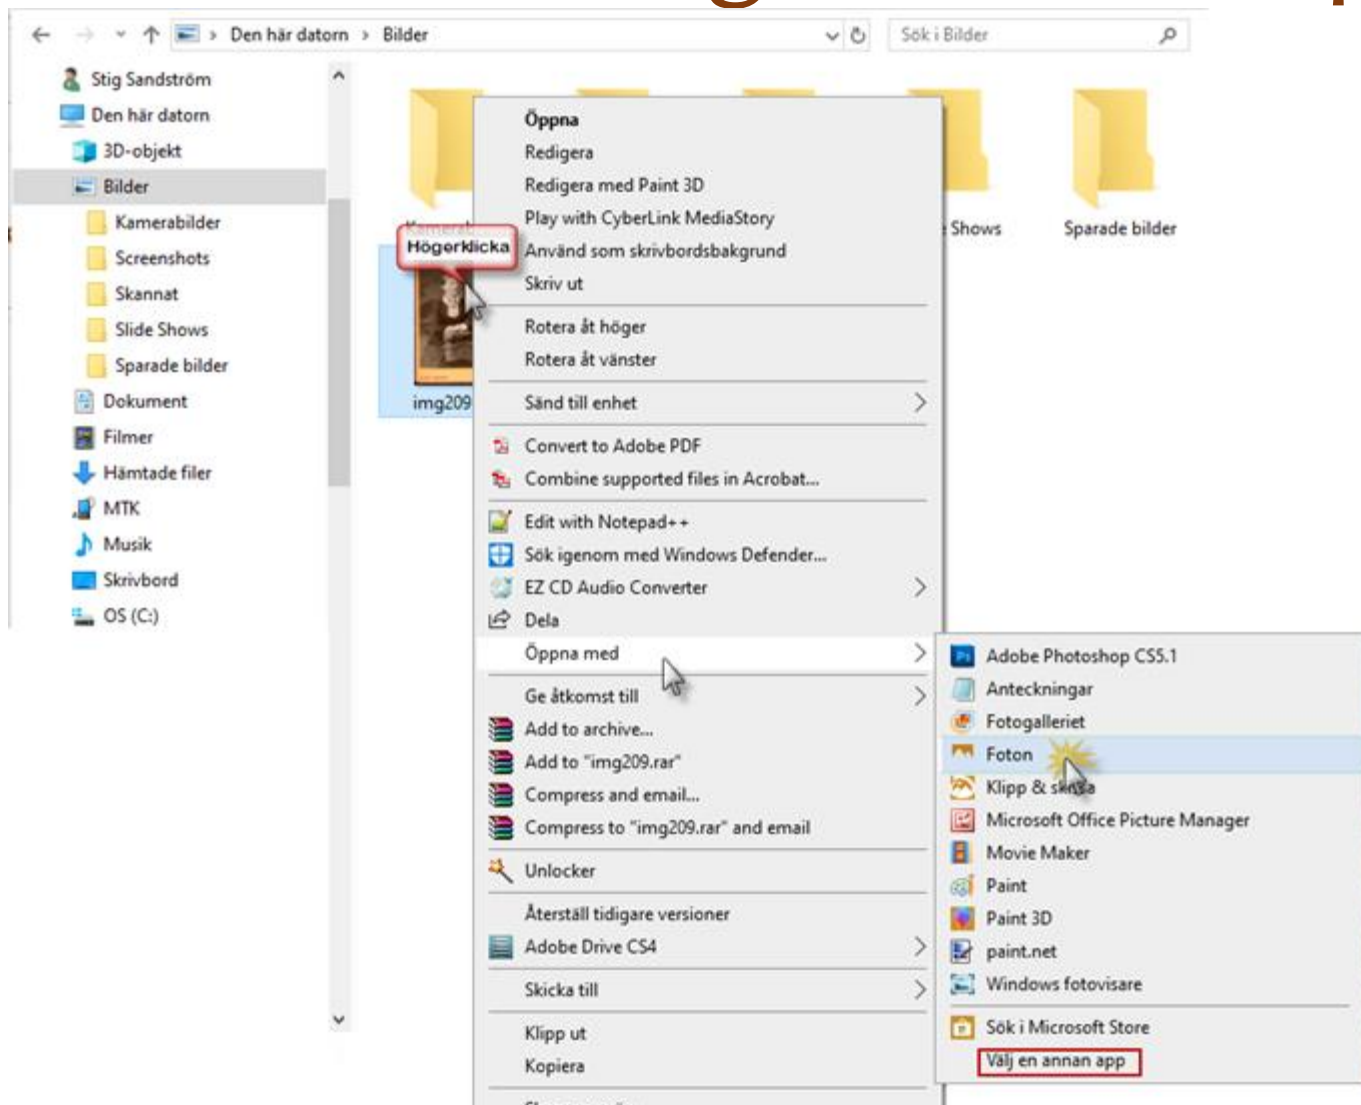 Den här datorn > Bilder
Sök i Bilder
Stig Sandström
Den här datorn
3D-objekt
Bilder
Kamerabilder
Screenshots
Skannat
Slide Shows
Sparade bilder
Dokument
Filmer
Hämtade filer
MTK
Musik
Skrivbord
OS (C:)
Shows
Sparade bilder
Högerklicka
img209
Öppna
Redigera
Redigera med Paint 3D
Play with CyberLink MediaStory
Använd som skrivbordsbakgrund
Skriv ut
Rotera åt höger
Rotera åt vänster
Sänd till enhet
Convert to Adobe PDF
Combine supported files in Acrobat...
Edit with Notepad++
Sök igenom med Windows Defender...
EZ CD Audio Converter
Dela
Öppna med
Ge åtkomst till
Add to archive...
Add to "img209.rar"
Compress and email...
Compress to "img209.rar" and email
Unlocker
Återställ tidigare versioner
Adobe Drive CS4
Skicka till
Klipp ut
Kopiera
Adobe Photoshop CS5.1
Anteckningar
Fotogalleriet
Foton
Klipp & skissa
Microsoft Office Picture Manager
Movie Maker
Paint
Paint 3D
paint.net
Windows fotovisare
Sök i Microsoft Store
Välj en annan app